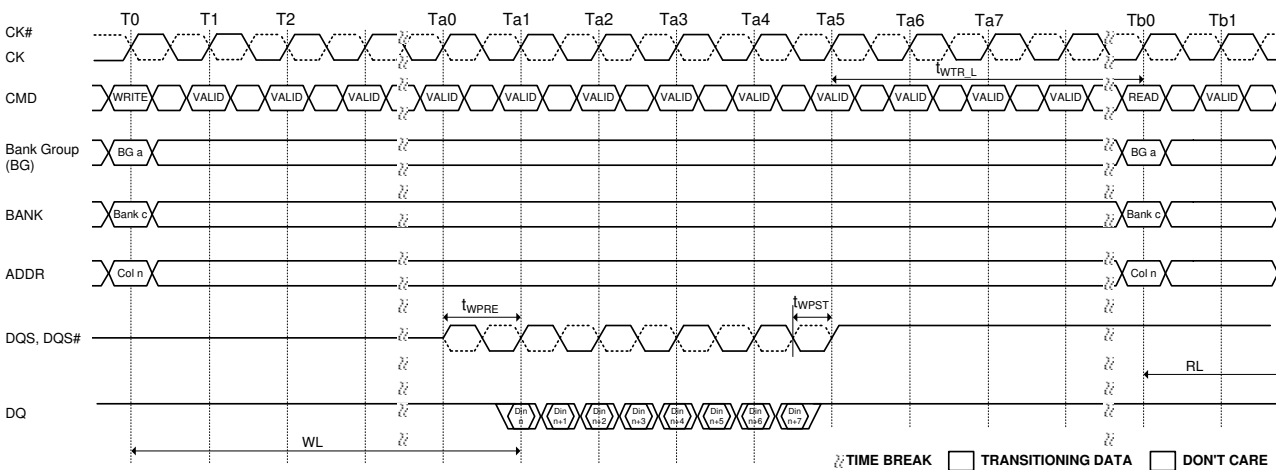 T0 T1 T2 Ta0 Ta1 Ta2 Ta3 Ta4 Ta5 Ta6 Ta7 Tb0 Tb1
CK#
CK
tWTR_L
CMD WRITE VALID VALID VALID VALID VALID VALID VALID VALID VALID VALID VALID VALID READ VALID
Bank Group
(BG)
BG a BG a
BANK Bank c Bank c
ADDR Col n Col n
tWPRE tWPST
DQS, DQS#
RL
DQ
Din n Din n+1 Din n+2 Din n+3 Din n+4 Din n+5 Din n+6 Din n+7
WL
TIME BREAK TRANSITIONING DATA DON'T CARE